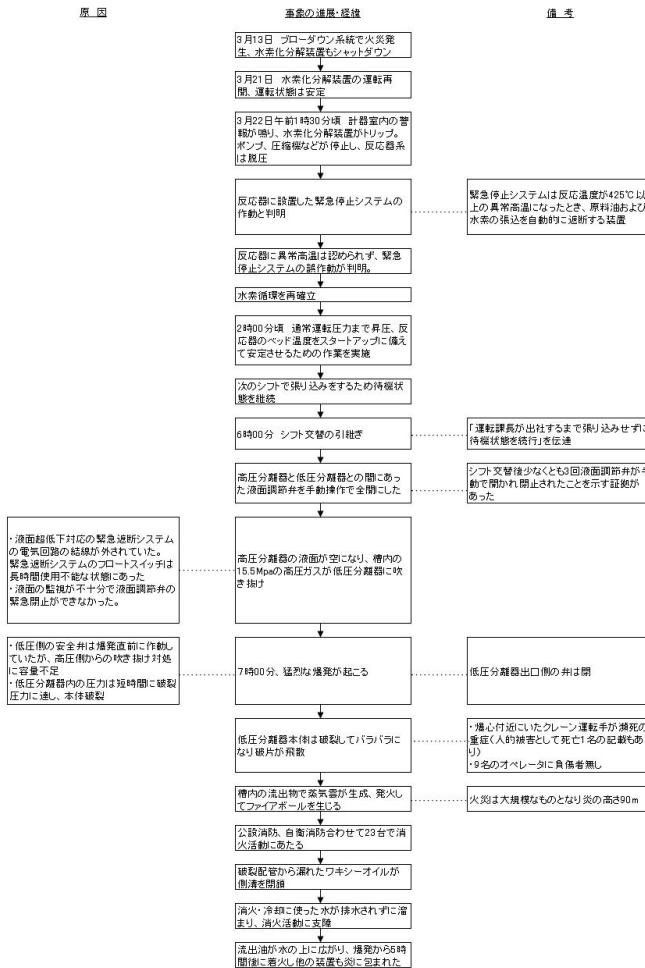 原 因
事象の進展・経緯
備 考
3月13日 ブローダウン系統で火災発
生、水素化分解装置もシャットダウン
3月21日 水素化分解装置の運転再
開、運転状態は安定
3月22日午前1時30分頃 計器室内の警
報が鳴り、水素化分解装置がトリップ。
ポンプ、圧縮機などが停止し、反応器系
は脱圧
反応器に設置した緊急停止システムの
作動と判明
緊急停止システムは反応温度が425℃以
上の異常高温になったとき、原料油および
水素の張込を自動的に遮断する装置
反応器に異常高温は認められず、緊急
停止システムの誤作動が判明。
水素循環を再確立
2時00分頃 通常運転圧力まで昇圧、反
応器のベッド温度をスタートアップに備え
て安定させるための作業を実施
次のシフトで張り込みをするため待機状
態を継続
6時00分 シフト交替の引継ぎ
「運転課長が出社するまで張り込みせずに
待機状態を続行」を伝達
高圧分離器と低圧分離器との間にあっ
た液面調節弁を手動操作で全開にした
シフト交替後少なくとも3回液面調節弁が手
動で開かれ閉止されたことを示す証拠が
あった
・液面超低下対応の緊急遮断システム
の電気回路の結線が外されていた。
緊急遮断システムのフロートスイッチは
長時間使用不能な状態にあった
・液面の監視が不十分で液面調節弁の
緊急閉止ができなかった。
高圧分離器の液面が空になり、槽内の
15.5Mpaの高圧ガスが低圧分離器に吹
き抜け
・低圧側の安全弁は爆発直前に作動し
ていたが、高圧側からの吹き抜け対処
に容量不足
・低圧分離器内の圧力は短時間に破裂
圧力に達し、本体破裂
7時00分、猛烈な爆発が起こる
低圧分離器出口側の弁は閉
低圧分離器本体は破裂してバラバラに
なり破片が飛散
・爆心付近にいたクレーン運転手が瀕死の
重症(人的被害として死亡1名の記載もあ
り)
・9名のオペレータに負傷者無し
槽内の流出物で蒸気雲が生成、発火し
てファイアボールを生じる
火災は大規模なものとなり炎の高さ90m
公設消防、自衛消防合わせて23台で消
火活動にあたる
破裂配管から漏れたワキシーオイルが
側溝を閉鎖
消火・冷却に使った水が排水されずに溜
まり、消火活動に支障
流出油が水の上に広がり、爆発から5時
間後に着火し他の装置も炎に包まれた